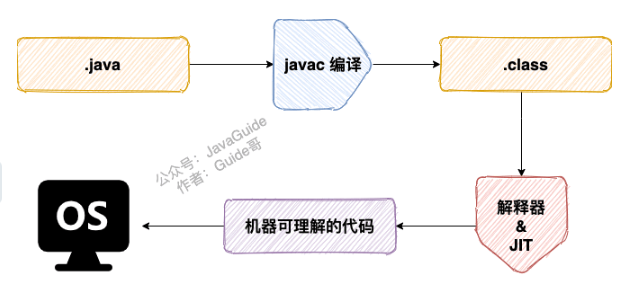 .java
javac 编译
.class
公众号：JavaGuide
作者：Guide哥
OS
机器可理解的代码
解释器
&
JIT